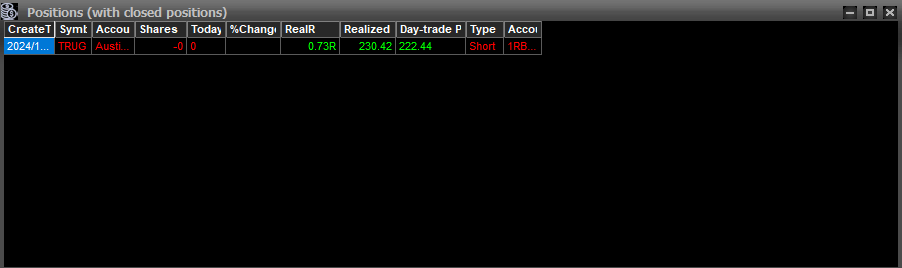 Positions (with closed positions)
CreateT Symb Accou Shares Today %Change RealR Realized Day-trade P Type Accou
2024/1... TRUG Austi... -0 0 0.73R 230.42 222.44 Short 1RB...